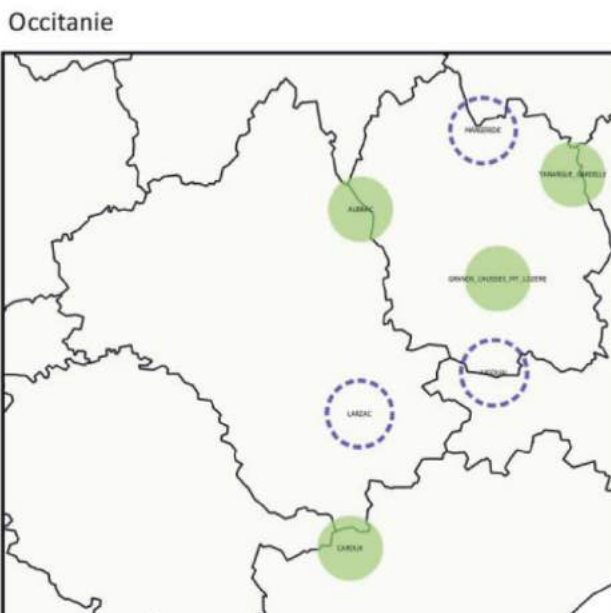 Occitanie
MARGERIDE
TANARGUE_GARDILLE
AUBRAC
GRANDS_CAUSSES_MT_LOZERE
LARZAC
CAROUX